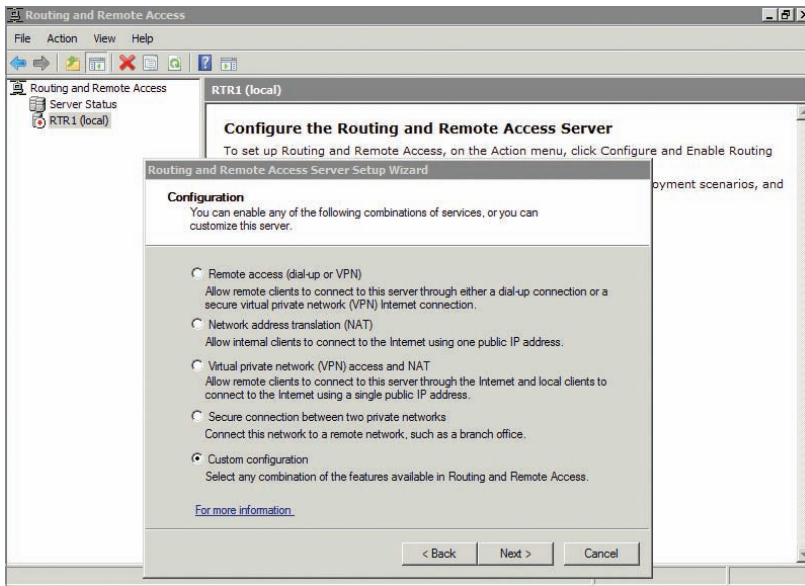 Routing and Remote Access
File Action View Help
Routing and Remote Access
Server Status
RTR1 (local)
RTR1 (local)
Configure the Routing and Remote Access Server
To set up Routing and Remote Access, on the Action menu, click Configure and Enable Routing
oyment scenarios, and
Routing and Remote Access Server Setup Wizard
Configuration
You can enable any of the following combinations of services, or you can
customize this server.
Remote access (dial-up or VPN)
Allow remote clients to connect to this server through either a dial-up connection or a
secure virtual private network (VPN) Internet connection.
Network address translation (NAT)
Allow internal clients to connect to the Internet using one public IP address.
Virtual private network (VPN) access and NAT
Allow remote clients to connect to this server through the Internet and local clients to
connect to the Internet using a single public IP address.
Secure connection between two private networks
Connect this network to a remote network, such as a branch office.
Custom configuration
Select any combination of the features available in Routing and Remote Access.
For more information
< Back Next > Cancel